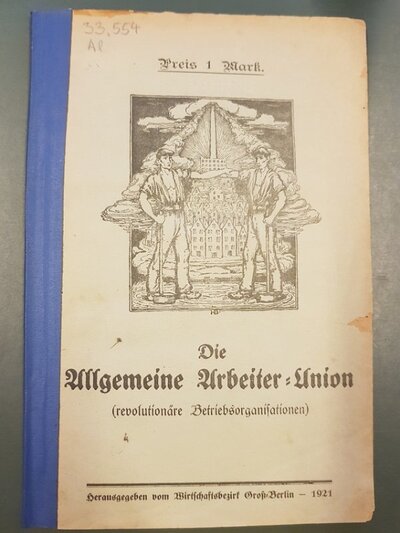 33,554
Al
Preis 1 Mark.
Die
Allgemeine Arbeiter-Union
(revolutionäre Betriebsorganisationen)
Herausgegeben vom Wirtschaftsbezirk Groß-Berlin – 1921